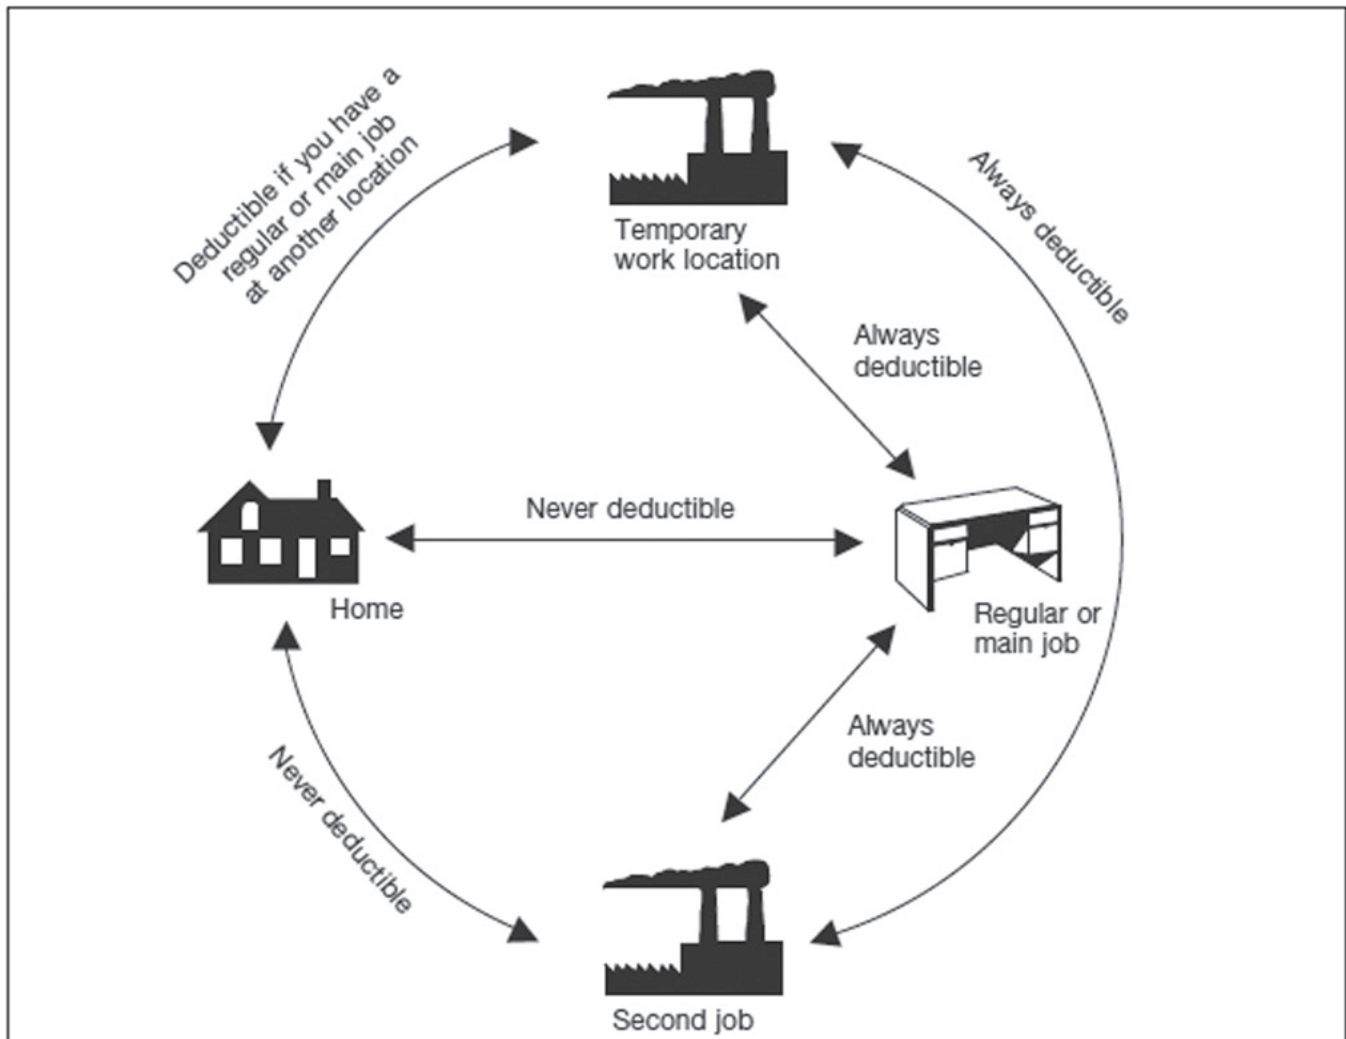 Deductible if you have a
regular or main job
at another location
Temporary
work location
Always deductible
Always
deductible
Never deductible
Home
Regular or
main job
Never deductible
Always
deductible
Second job